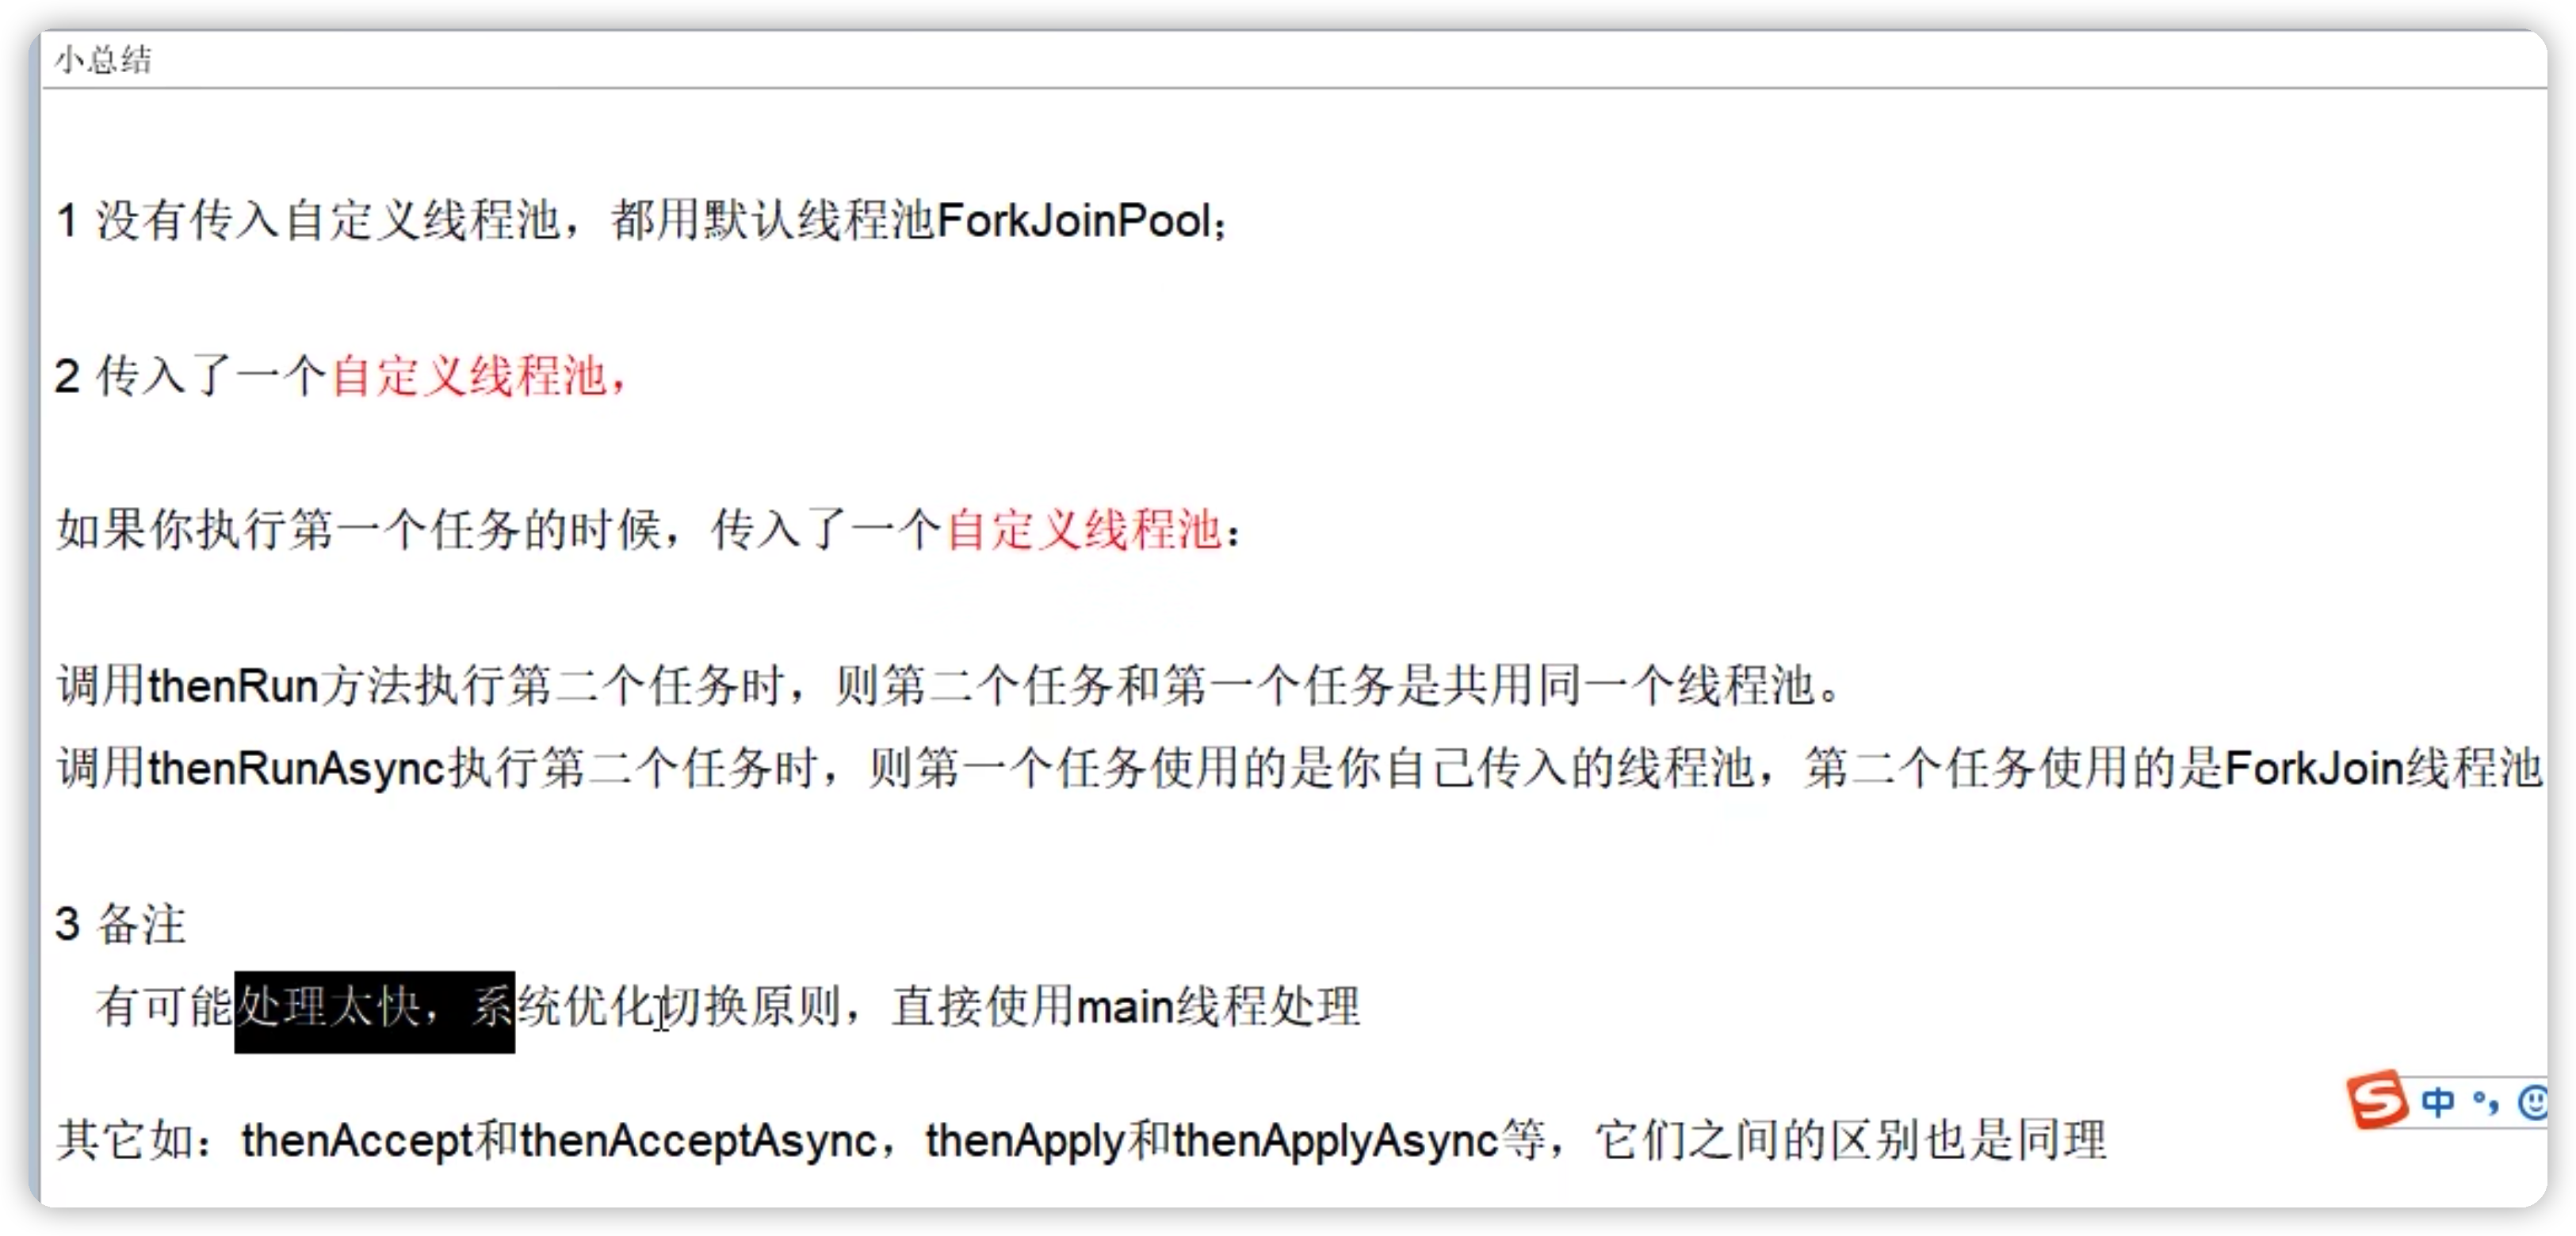 小总结
1 没有传入自定义线程池，都用默认线程池ForkJoinPool；
2 传入了一个自定义线程池，
如果你执行第一个任务的时候，传入了一个自定义线程池：
调用thenRun方法执行第二个任务时，则第二个任务和第一个任务是共用同一个线程池。
调用thenRunAsync执行第二个任务时，则第一个任务使用的是你自己传入的线程池，第二个任务使用的是ForkJoin线程池
3 备注
有可能处理太快，系统优化切换原则，直接使用main线程处理
中 °，
其它如：thenAccept和thenAcceptAsync，thenApply和thenApplyAsync等，它们之间的区别也是同理